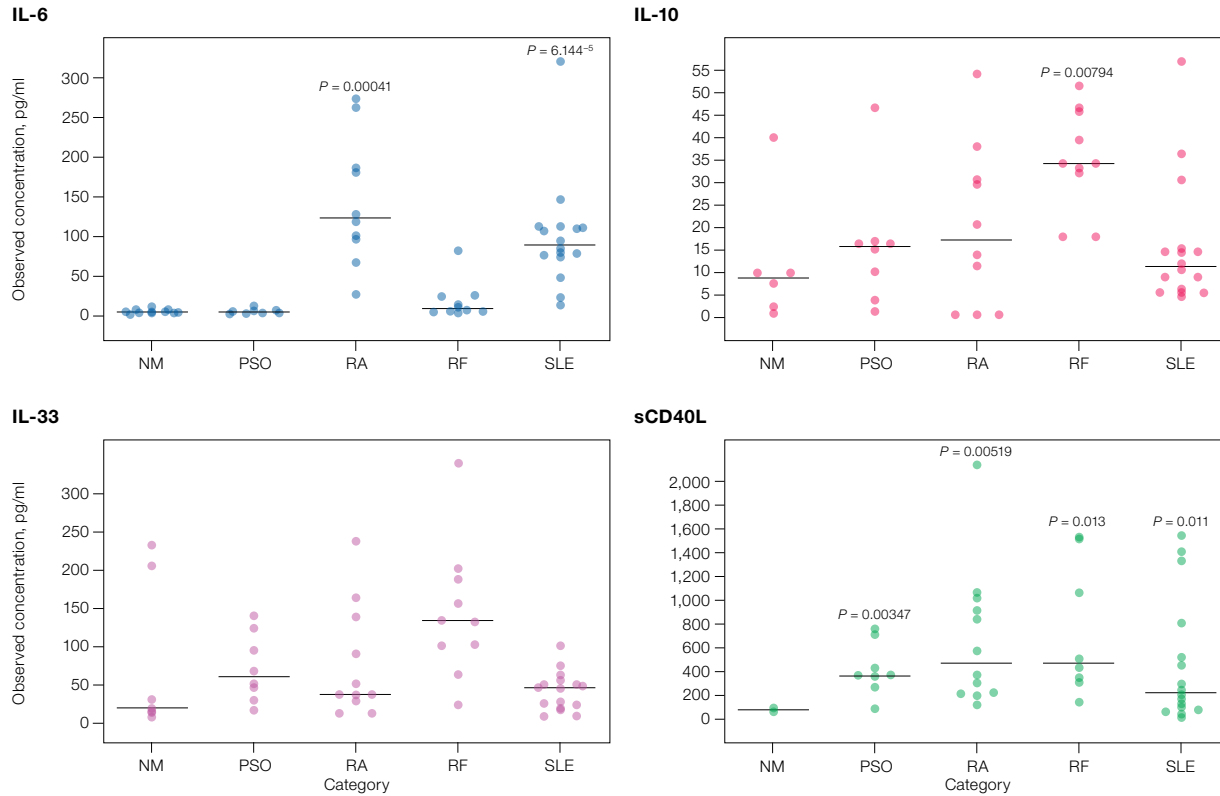 IL-6
P = 6.144⁻⁵
P = 0.00041
300
250
200
150
100
50
0
Observed concentration, pg/ml
NM PSO RA RF SLE
IL-10
P = 0.00794
55
50
45
40
35
30
25
20
15
10
5
0
NM PSO RA RF SLE
IL-33
300
250
200
150
100
50
0
Observed concentration, pg/ml
NM PSO RA RF SLE
Category
sCD40L
P = 0.00519
P = 0.013
P = 0.011
P = 0.00347
2,000
1,800
1,600
1,400
1,200
1,000
800
600
400
200
0
NM PSO RA RF SLE
Category